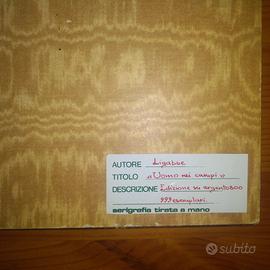 AUTORE Ligabue
TITOLO «Uomo nei campi»
DESCRIZIONE Edizione su argento 800
999 esemplari.
serigrafia tirata a mano
subito